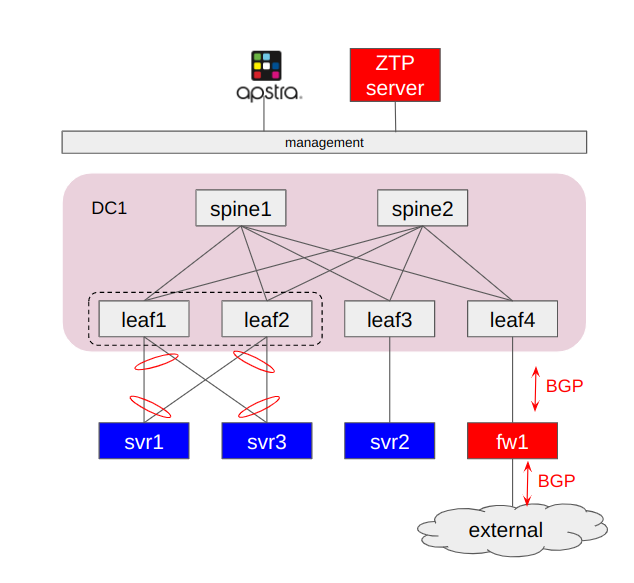 apstra.
ZTP
server
management
DC1
spine1
spine2
leaf1
leaf2
leaf3
leaf4
BGP
svr1
svr3
svr2
fw1
BGP
external